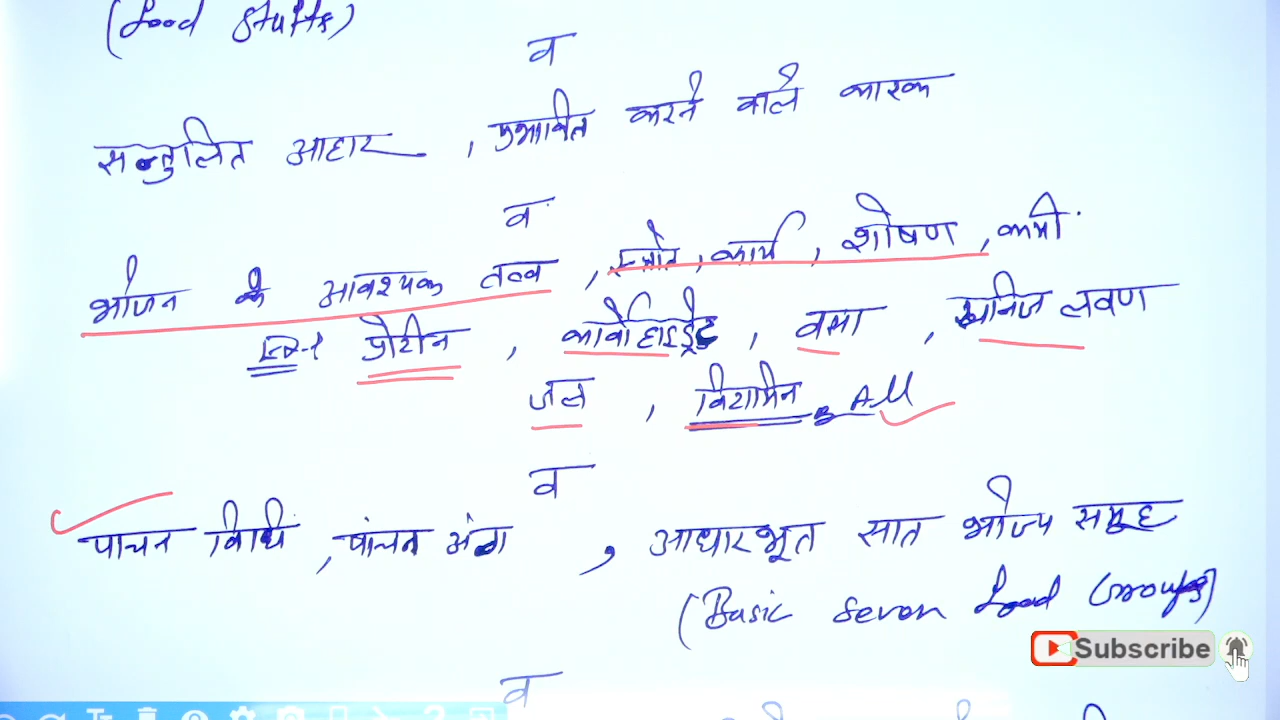 (food stuffs)
व
सन्तुलित आहार , प्रभावित करने वाले कारक
व
भोजन के आवश्यक तत्व , स्त्रोत , कार्य , शोषण , कमी
प्रोटीन , कार्बोहाइड्रेट , वसा , खनिज लवण
जल , विटामिन All
व
पाचन विधि , पाचन अंग , आधारभूत सात भोज्य समूह
(Basic Seven food Groups)
Subscribe
व